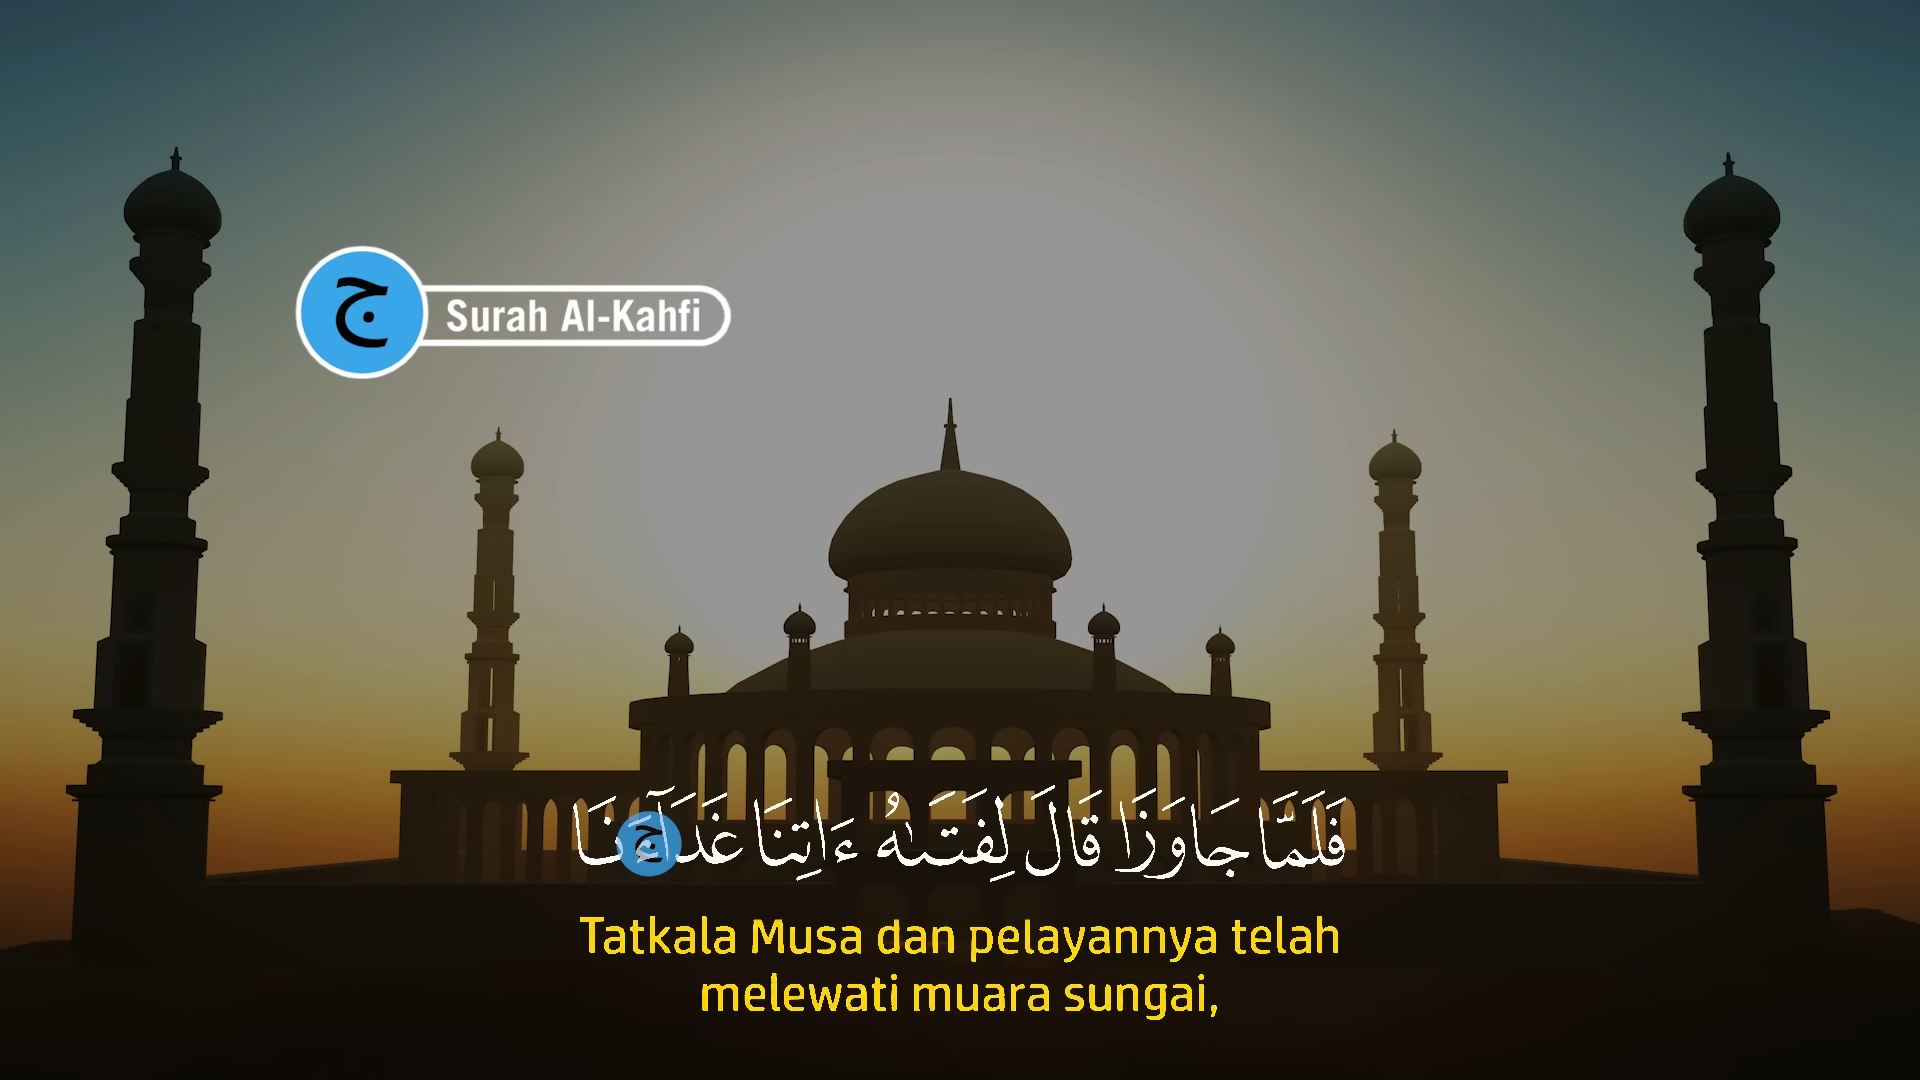 ج
Surah Al-Kahfi
فَلَمَّا جَاوَزَا قَالَ لِفَتَىٰهُ ءَاتِنَا غَدَآءَنَا
ج
Tatkala Musa dan pelayannya telah
melewati muara sungai,